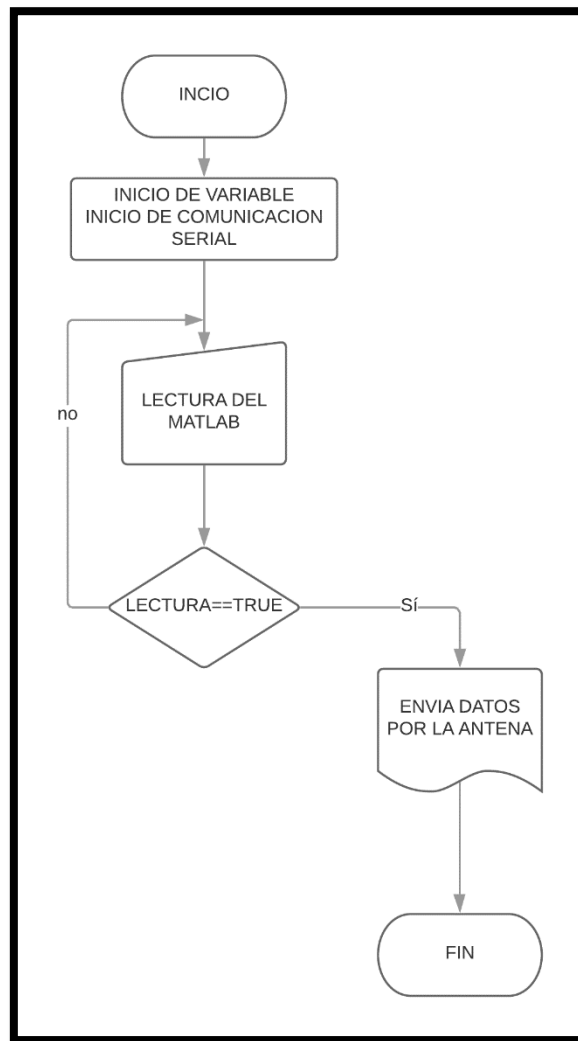 INCIO
INICIO DE VARIABLE
INICIO DE COMUNICACION
SERIAL
LECTURA DEL
MATLAB
no
LECTURA==TRUE
Sí
ENVIA DATOS
POR LA ANTENA
FIN